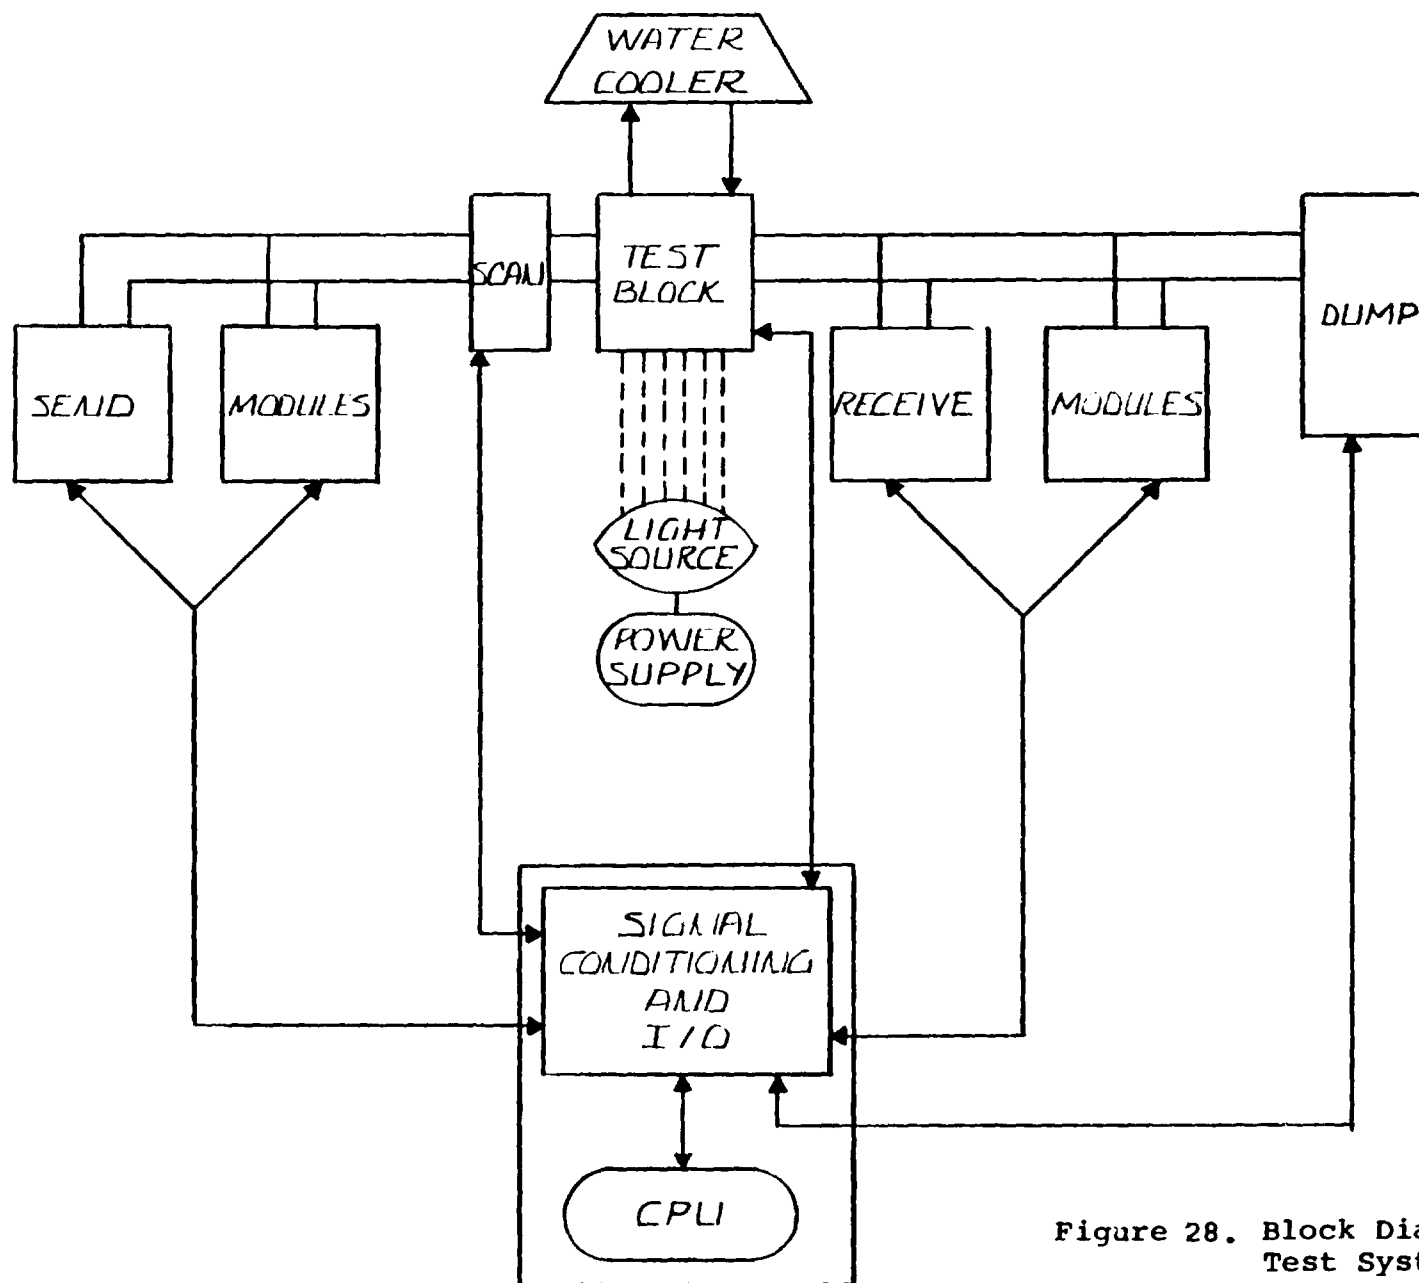 WATER
COOLER
SCAN
TEST
BLOCK
DUMP
SEND
MODULES
RECEIVE
MODULES
LIGHT
SOURCE
POWER
SUPPLY
SIGNAL
CONDITIONING
AND
I/O
CPU
Figure 28. Block Dia
Test Syst